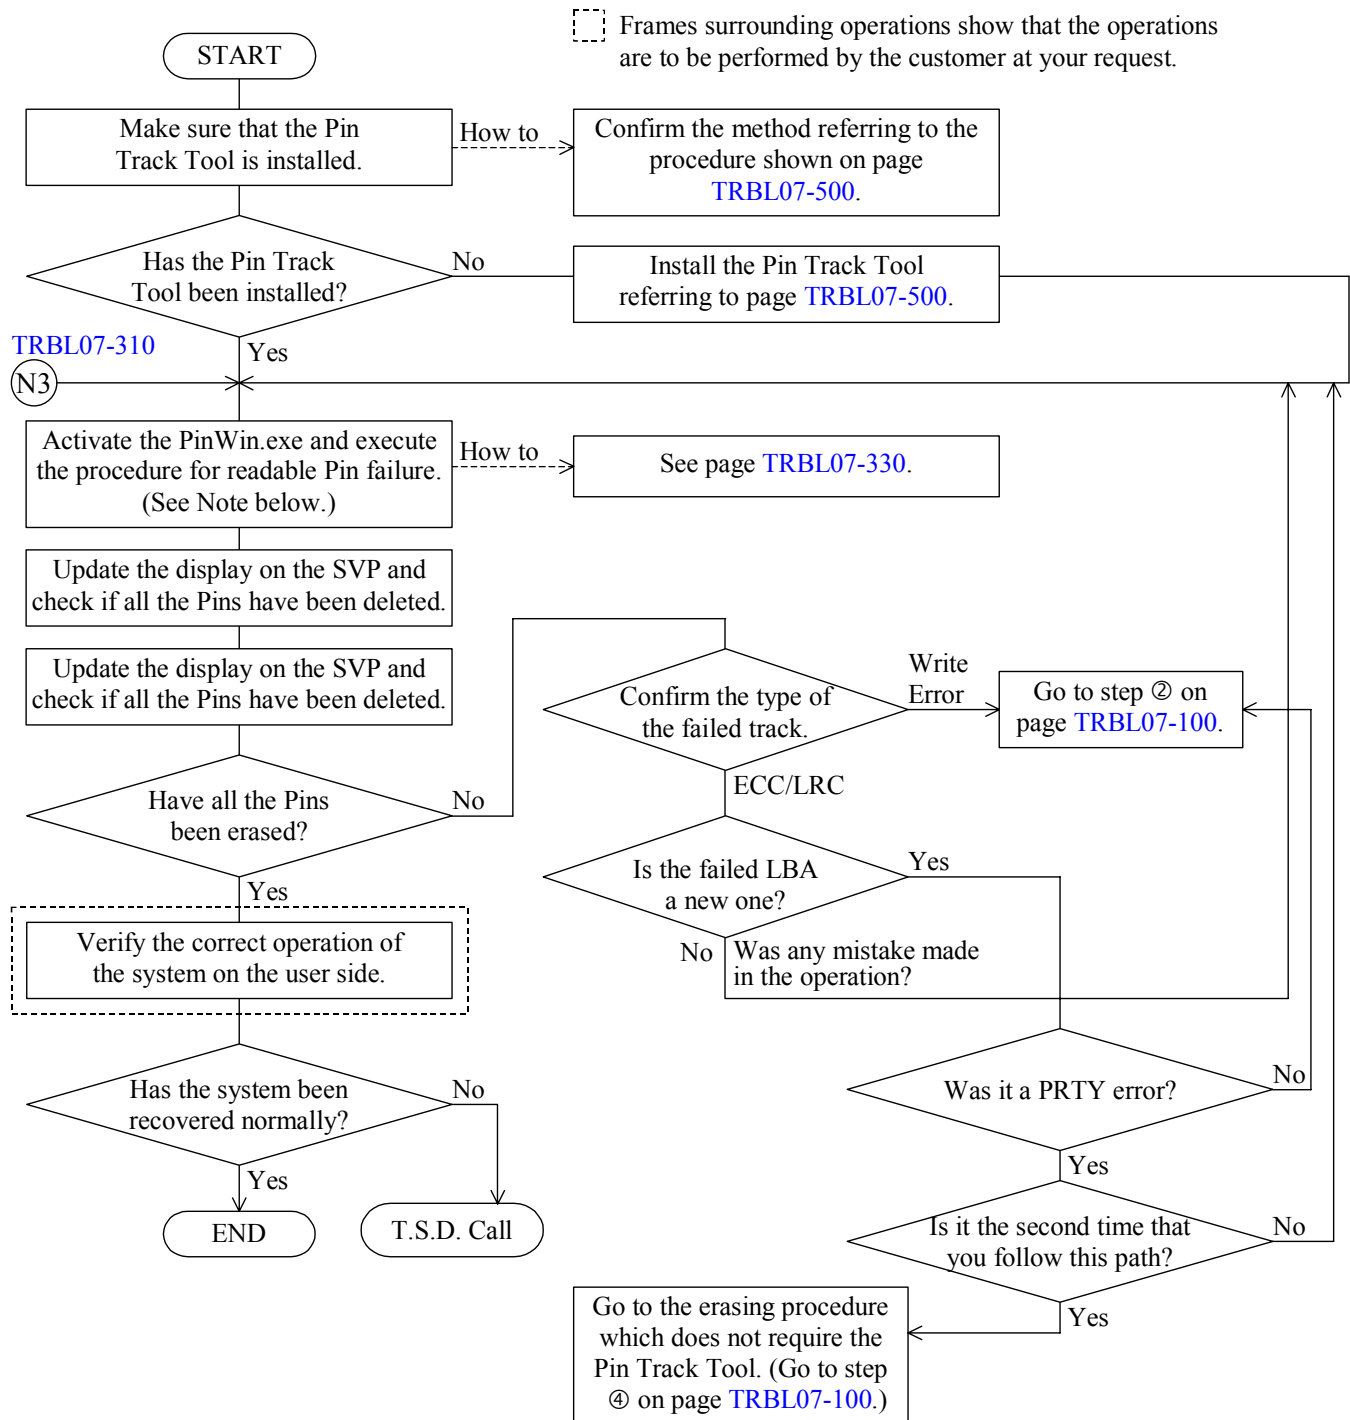 Frames surrounding operations show that the operations
are to be performed by the customer at your request.
START
Make sure that the Pin
Track Tool is installed.
How to
Confirm the method referring to the
procedure shown on page
TRBL07-500.
Has the Pin Track
Tool been installed?
No
Install the Pin Track Tool
referring to page TRBL07-500.
TRBL07-310
Yes
N3
Activate the PinWin.exe and execute
the procedure for readable Pin failure.
(See Note below.)
How to
See page TRBL07-330.
Update the display on the SVP and
check if all the Pins have been deleted.
Update the display on the SVP and
check if all the Pins have been deleted.
Confirm the type of
the failed track.
Write
Error
Go to step ② on
page TRBL07-100.
ECC/LRC
Have all the Pins
been erased?
No
Yes
Is the failed LBA
a new one?
Yes
No
Was any mistake made
in the operation?
Verify the correct operation of
the system on the user side.
Was it a PRTY error?
No
Yes
Has the system been
recovered normally?
No
Yes
END
T.S.D. Call
Is it the second time that
you follow this path?
No
Yes
Go to the erasing procedure
which does not require the
Pin Track Tool. (Go to step
④ on page TRBL07-100.)